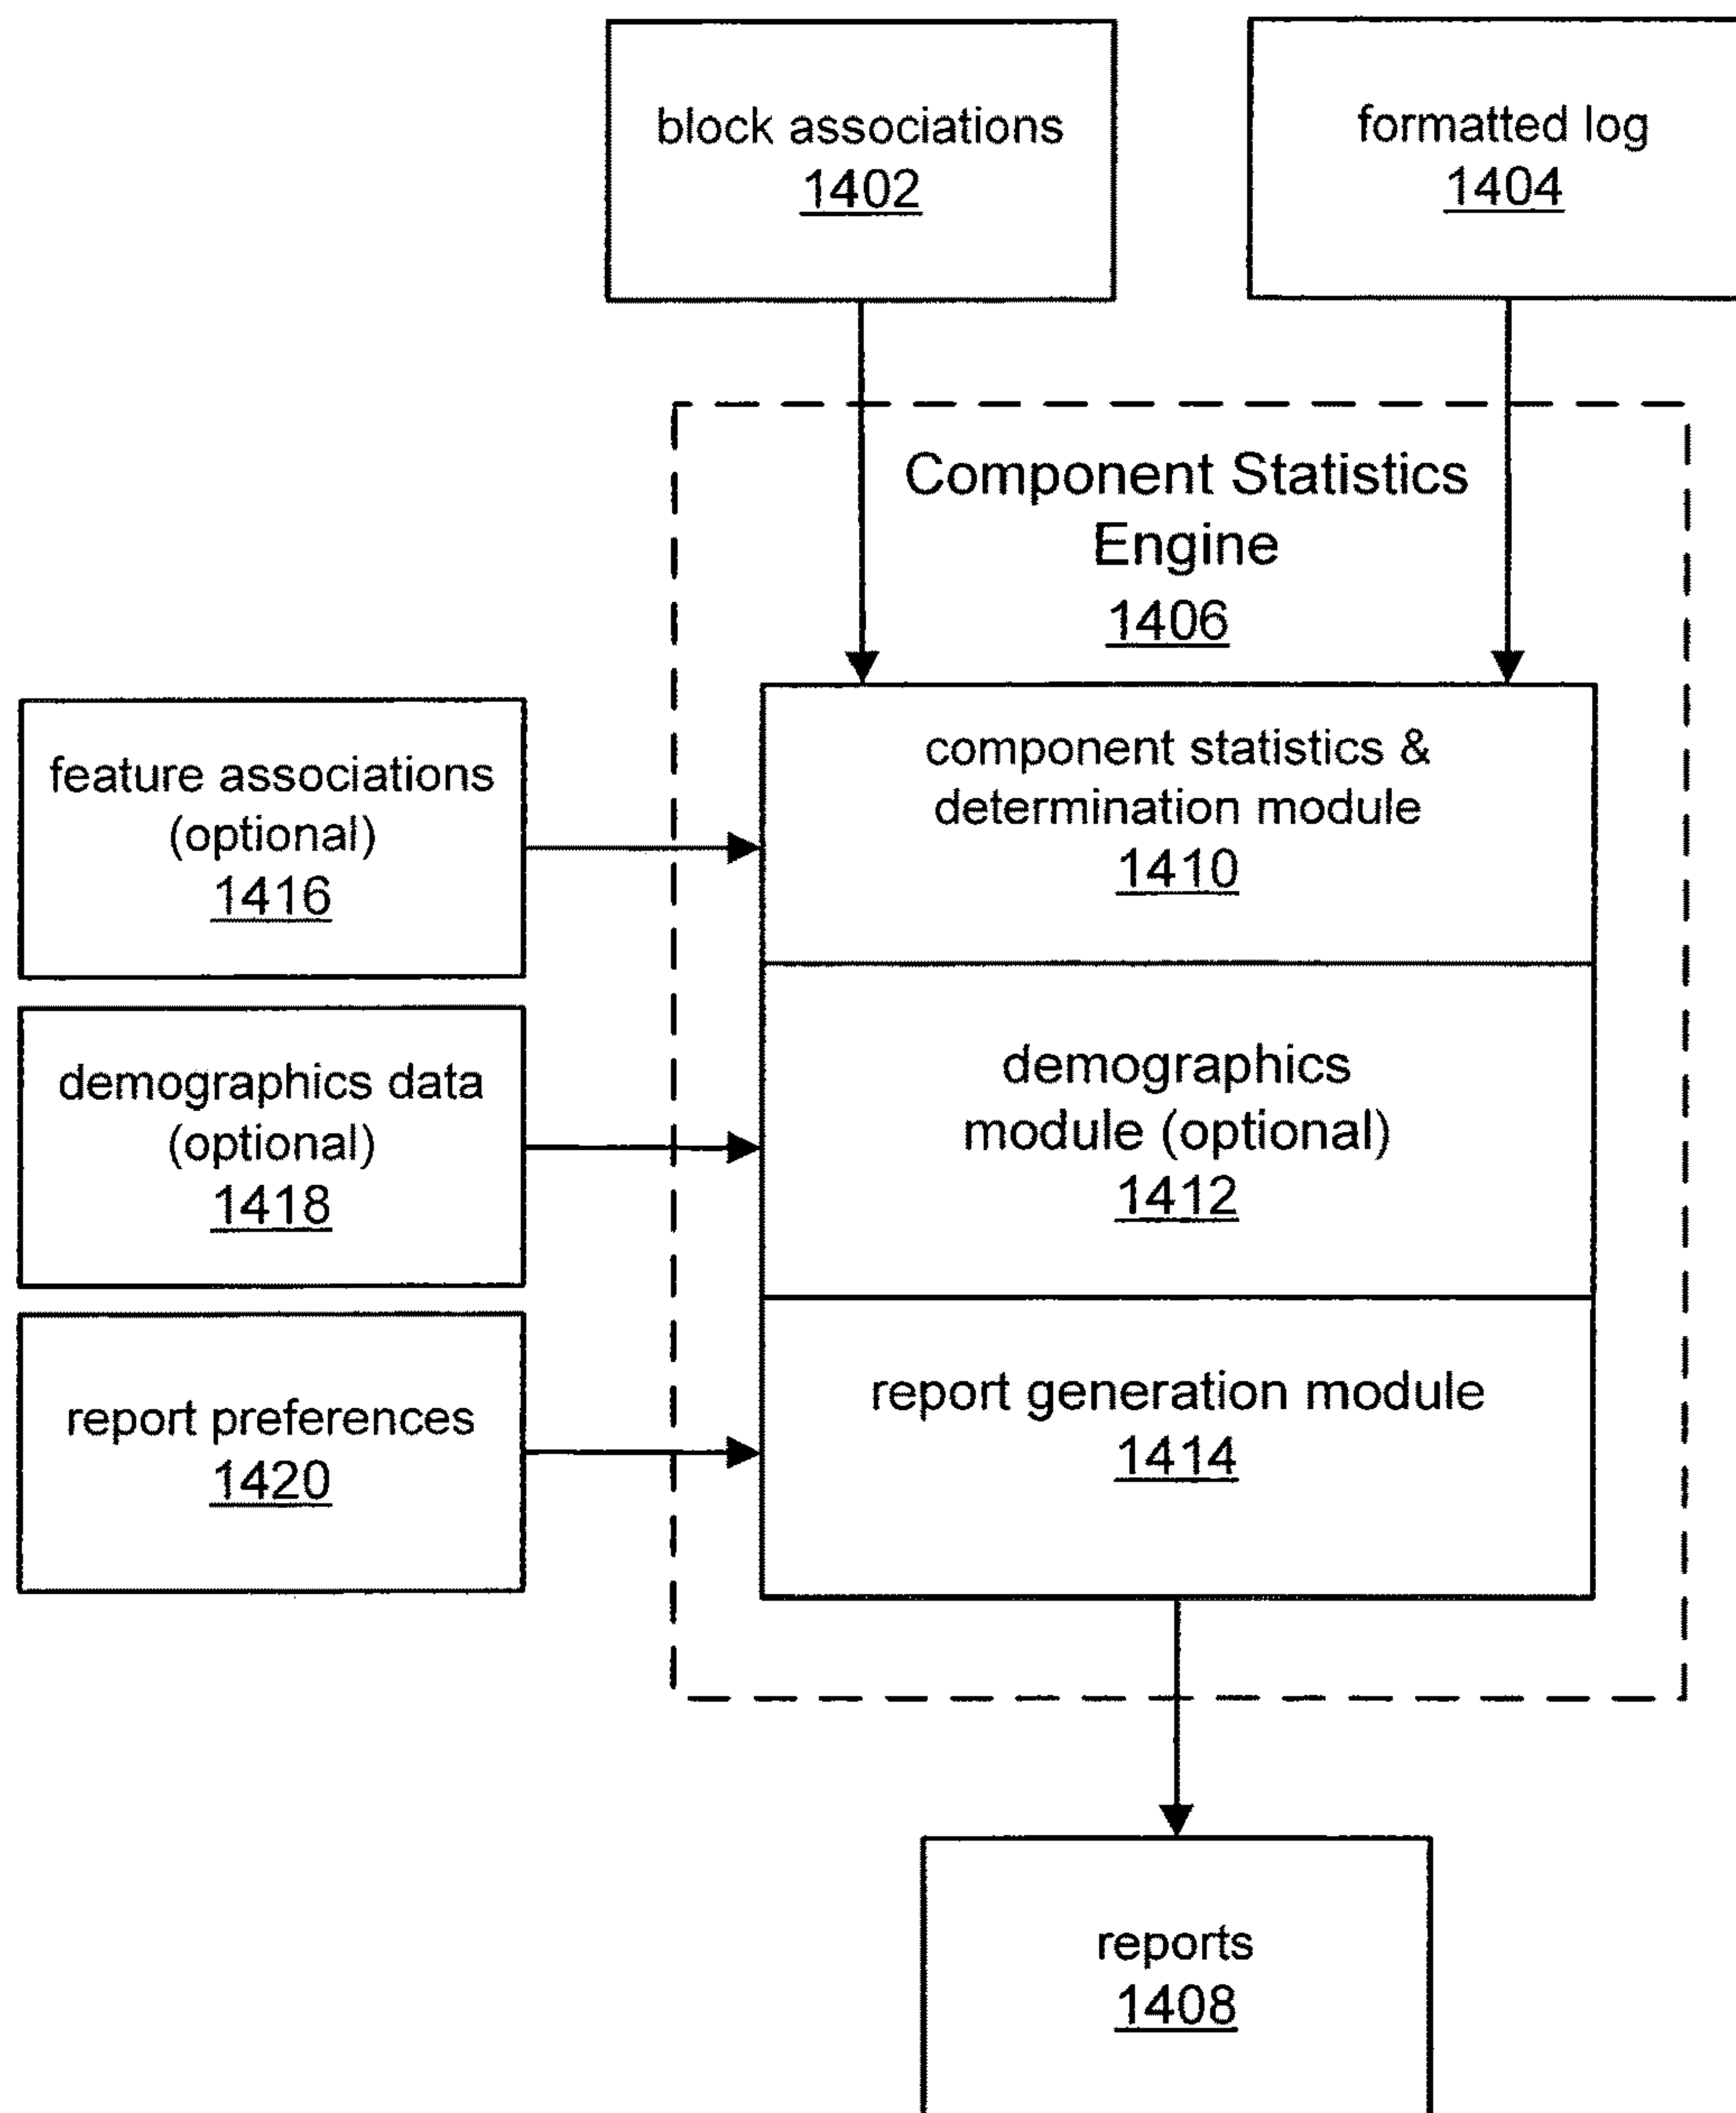 block associations
1402
formatted log
1404
Component Statistics
Engine
1406
feature associations
(optional)
1416
component statistics &
determination module
1410
demographics data
(optional)
1418
demographics
module (optional)
1412
report preferences
1420
report generation module
1414
reports
1408